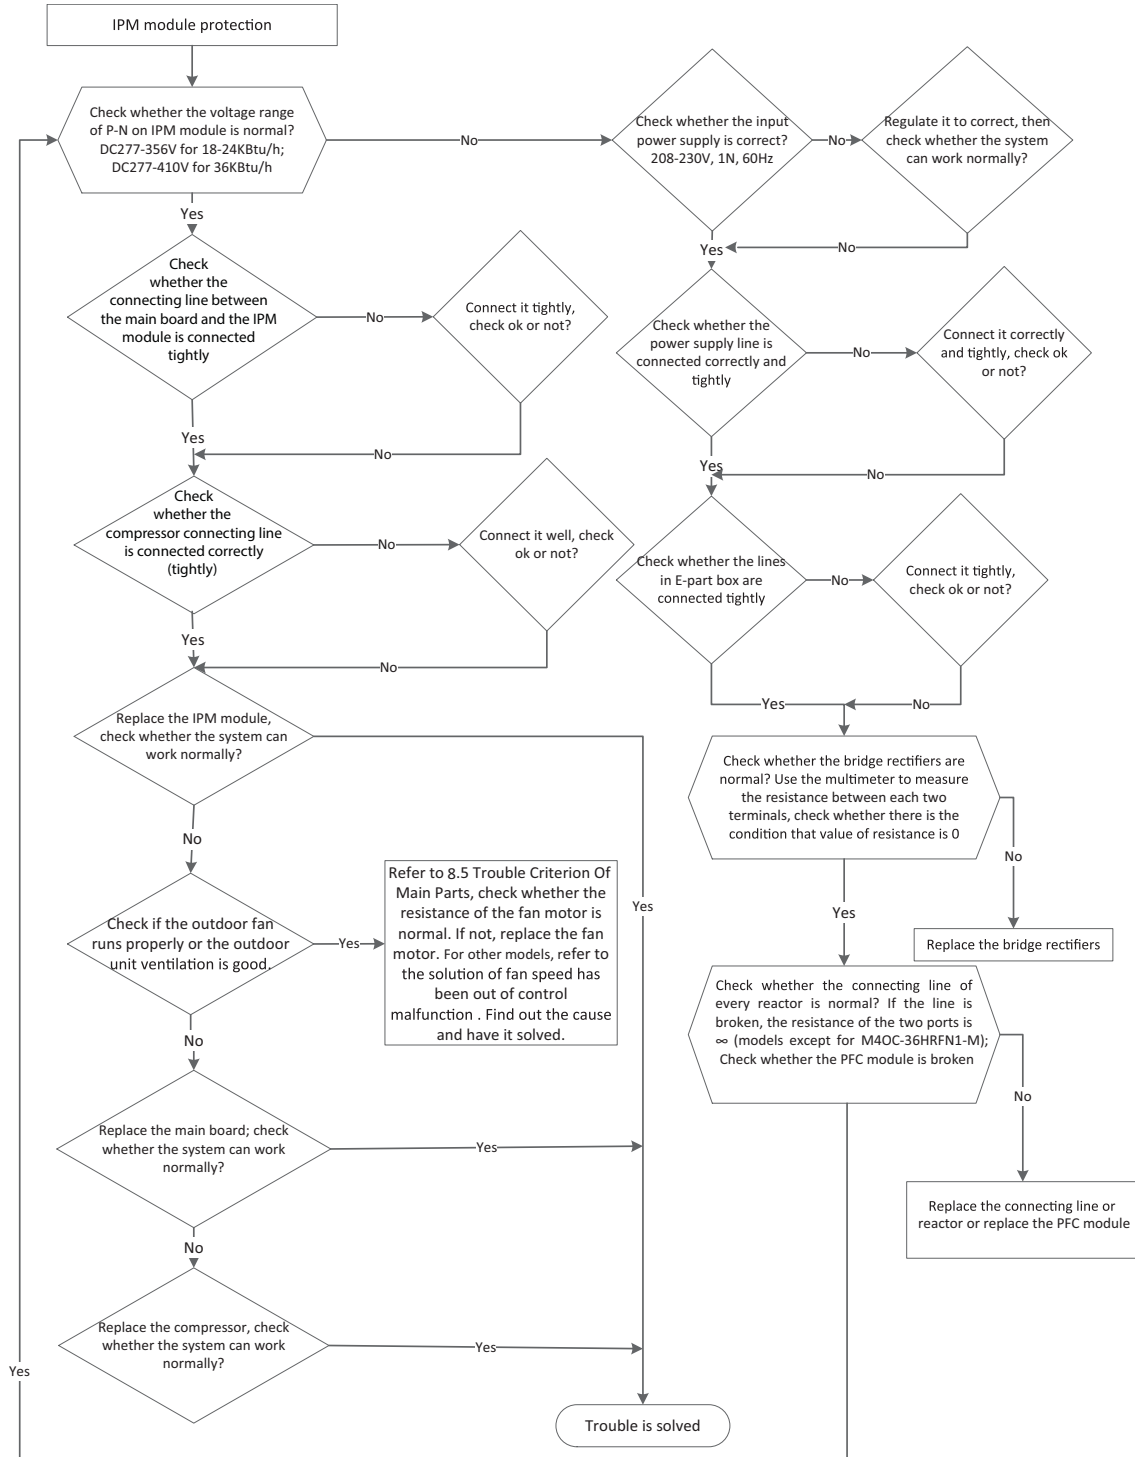 IPM module protection
Check whether the voltage range
of P-N on IPM module is normal?
DC277-356V for 18-24KBtu/h;
DC277-410V for 36KBtu/h
No
Check whether the input
power supply is correct?
208-230V, 1N, 60Hz
No
Regulate it to correct, then
check whether the system
can work normally?
Yes
No
Yes
Check
whether the
connecting line between
the main board and the IPM
module is connected
tightly
No
Connect it tightly,
check ok or not?
Check whether the
power supply line is
connected correctly and
tightly
No
Connect it correctly
and tightly, check ok
or not?
Yes
No
Yes
No
Check
whether the
compressor connecting line
is connected correctly
(tightly)
No
Connect it well, check
ok or not?
Check whether the lines
in E-part box are
connected tightly
No
Connect it tightly,
check ok or not?
Yes
No
Yes
No
Replace the IPM module,
check whether the system can
work normally?
Check whether the bridge rectifiers are
normal? Use the multimeter to measure
the resistance between each two
terminals, check whether there is the
condition that value of resistance is 0
No
No
Yes
Yes
Replace the bridge rectifiers
Check if the outdoor fan
runs properly or the outdoor
unit ventilation is good.
Yes
Refer to 8.5 Trouble Criterion Of
Main Parts, check whether the
resistance of the fan motor is
normal. If not, replace the fan
motor. For other models, refer to
the solution of fan speed has
been out of control
malfunction . Find out the cause
and have it solved.
Check whether the connecting line of
every reactor is normal? If the line is
broken, the resistance of the two ports is
∞ (models except for M4OC-36HRFN1-M);
Check whether the PFC module is broken
No
No
Replace the main board; check
whether the system can work
normally?
Yes
Replace the connecting line or
reactor or replace the PFC module
No
Replace the compressor, check
whether the system can work
normally?
Yes
Yes
Trouble is solved